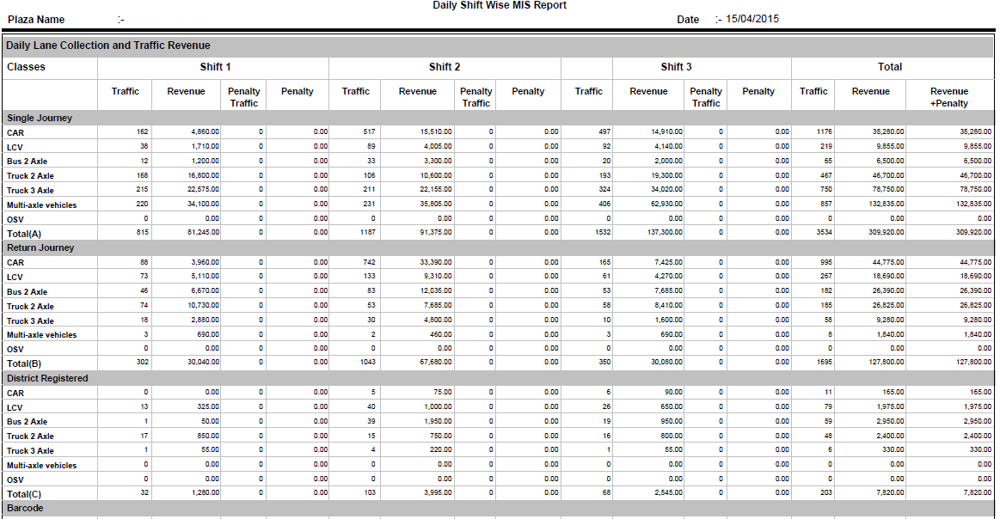 Daily Shift Wise MIS Report
Plaza Name :- Date :- 15/04/2015
Daily Lane Collection and Traffic Revenue
Classes Shift 1 Shift 2 Shift 3 Total
Traffic Revenue Penalty Traffic Penalty Traffic Revenue Penalty Traffic Penalty Traffic Revenue Penalty Traffic Penalty Traffic Revenue Revenue +Penalty
Single Journey
CAR 162 4,860.00 0 0.00 517 15,510.00 0 0.00 497 14,910.00 0 0.00 1176 35,280.00 35,280.00
LCV 38 1,710.00 0 0.00 89 4,005.00 0 0.00 92 4,140.00 0 0.00 219 9,855.00 9,855.00
Bus 2 Axle 12 1,200.00 0 0.00 33 3,300.00 0 0.00 20 2,000.00 0 0.00 65 6,500.00 6,500.00
Truck 2 Axle 168 16,800.00 0 0.00 106 10,600.00 0 0.00 193 19,300.00 0 0.00 467 46,700.00 46,700.00
Truck 3 Axle 215 22,575.00 0 0.00 211 22,155.00 0 0.00 324 34,020.00 0 0.00 750 78,750.00 78,750.00
Multi-axle vehicles 220 34,100.00 0 0.00 231 35,805.00 0 0.00 406 62,930.00 0 0.00 857 132,835.00 132,835.00
OSV 0 0.00 0 0.00 0 0.00 0 0.00 0 0.00 0 0.00 0 0.00 0.00
Total(A) 815 81,245.00 0 0.00 1187 91,375.00 0 0.00 1532 137,300.00 0 0.00 3534 309,920.00 309,920.00
Return Journey
CAR 88 3,960.00 0 0.00 742 33,390.00 0 0.00 165 7,425.00 0 0.00 995 44,775.00 44,775.00
LCV 73 5,110.00 0 0.00 133 9,310.00 0 0.00 61 4,270.00 0 0.00 267 18,690.00 18,690.00
Bus 2 Axle 46 6,670.00 0 0.00 83 12,035.00 0 0.00 53 7,685.00 0 0.00 182 26,390.00 26,390.00
Truck 2 Axle 74 10,730.00 0 0.00 53 7,685.00 0 0.00 58 8,410.00 0 0.00 185 26,825.00 26,825.00
Truck 3 Axle 18 2,880.00 0 0.00 30 4,800.00 0 0.00 10 1,600.00 0 0.00 58 9,280.00 9,280.00
Multi-axle vehicles 3 690.00 0 0.00 2 460.00 0 0.00 3 690.00 0 0.00 8 1,840.00 1,840.00
OSV 0 0.00 0 0.00 0 0.00 0 0.00 0 0.00 0 0.00 0 0.00 0.00
Total(B) 302 30,040.00 0 0.00 1043 67,680.00 0 0.00 350 30,080.00 0 0.00 1695 127,800.00 127,800.00
District Registered
CAR 0 0.00 0 0.00 5 75.00 0 0.00 6 90.00 0 0.00 11 165.00 165.00
LCV 13 325.00 0 0.00 40 1,000.00 0 0.00 26 650.00 0 0.00 79 1,975.00 1,975.00
Bus 2 Axle 1 50.00 0 0.00 39 1,950.00 0 0.00 19 950.00 0 0.00 59 2,950.00 2,950.00
Truck 2 Axle 17 850.00 0 0.00 15 750.00 0 0.00 16 800.00 0 0.00 48 2,400.00 2,400.00
Truck 3 Axle 1 55.00 0 0.00 4 220.00 0 0.00 1 55.00 0 0.00 6 330.00 330.00
Multi-axle vehicles 0 0.00 0 0.00 0 0.00 0 0.00 0 0.00 0 0.00 0 0.00 0.00
OSV 0 0.00 0 0.00 0 0.00 0 0.00 0 0.00 0 0.00 0 0.00 0.00
Total(C) 32 1,280.00 0 0.00 103 3,995.00 0 0.00 68 2,545.00 0 0.00 203 7,820.00 7,820.00
Barcode